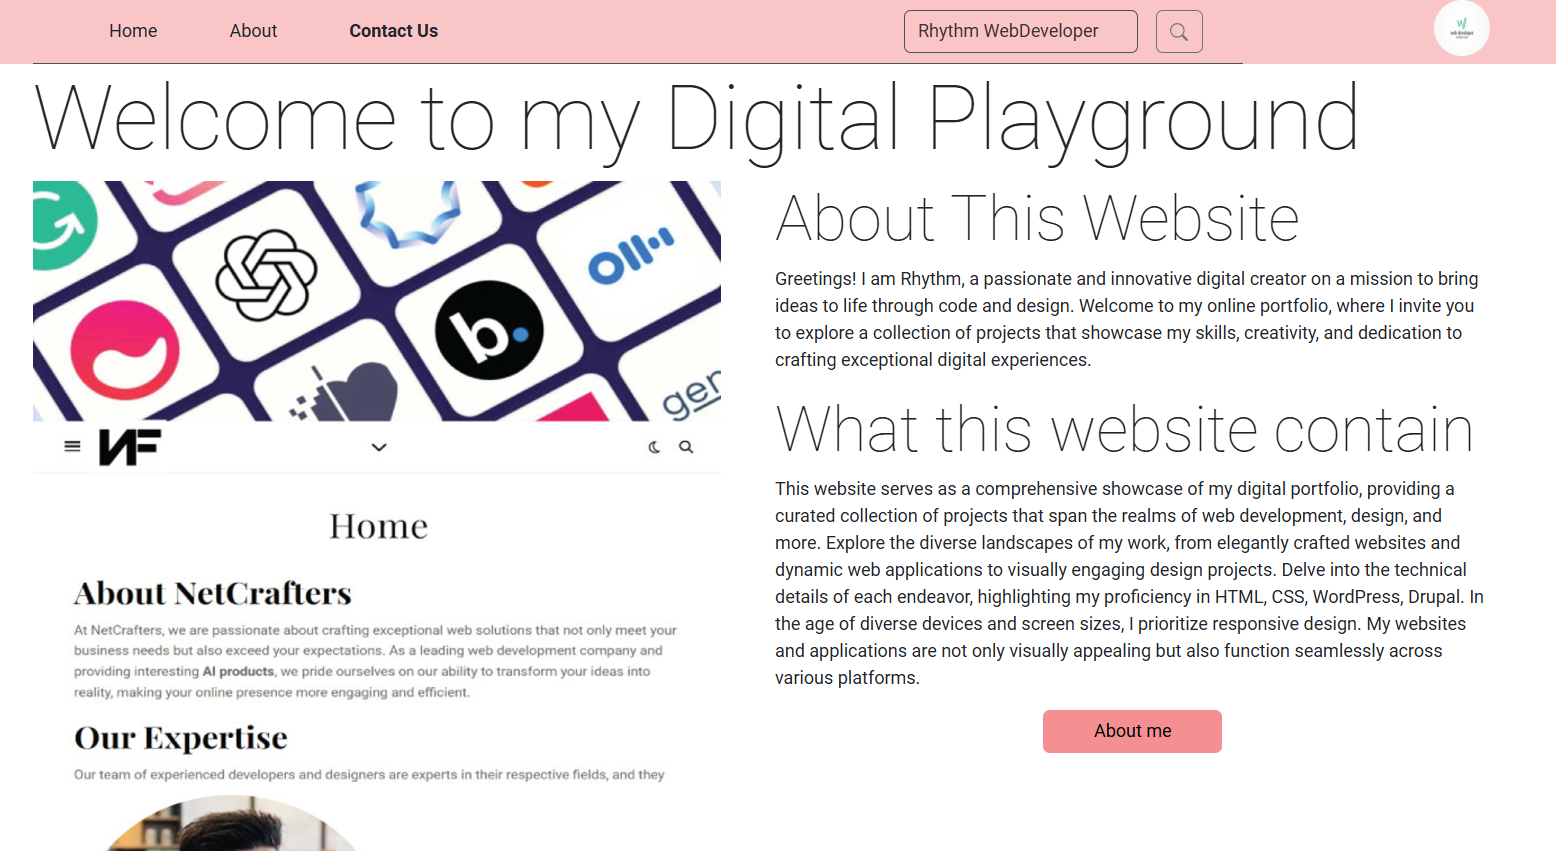 Home About Contact Us Rhythm WebDeveloper
Welcome to my Digital Playground
b.
ger
NF
Home
About NetCrafters
At NetCrafters, we are passionate about crafting exceptional web solutions that not only meet your
business needs but also exceed your expectations. As a leading web development company and
providing interesting AI products, we pride ourselves on our ability to transform your ideas into
reality, making your online presence more engaging and efficient.
Our Expertise
Our team of experienced developers and designers are experts in their respective fields, and they
About This Website
Greetings! I am Rhythm, a passionate and innovative digital creator on a mission to bring
ideas to life through code and design. Welcome to my online portfolio, where I invite you
to explore a collection of projects that showcase my skills, creativity, and dedication to
crafting exceptional digital experiences.
What this website contain
This website serves as a comprehensive showcase of my digital portfolio, providing a
curated collection of projects that span the realms of web development, design, and
more. Explore the diverse landscapes of my work, from elegantly crafted websites and
dynamic web applications to visually engaging design projects. Delve into the technical
details of each endeavor, highlighting my proficiency in HTML, CSS, WordPress, Drupal. In
the age of diverse devices and screen sizes, I prioritize responsive design. My websites
and applications are not only visually appealing but also function seamlessly across
various platforms.
About me